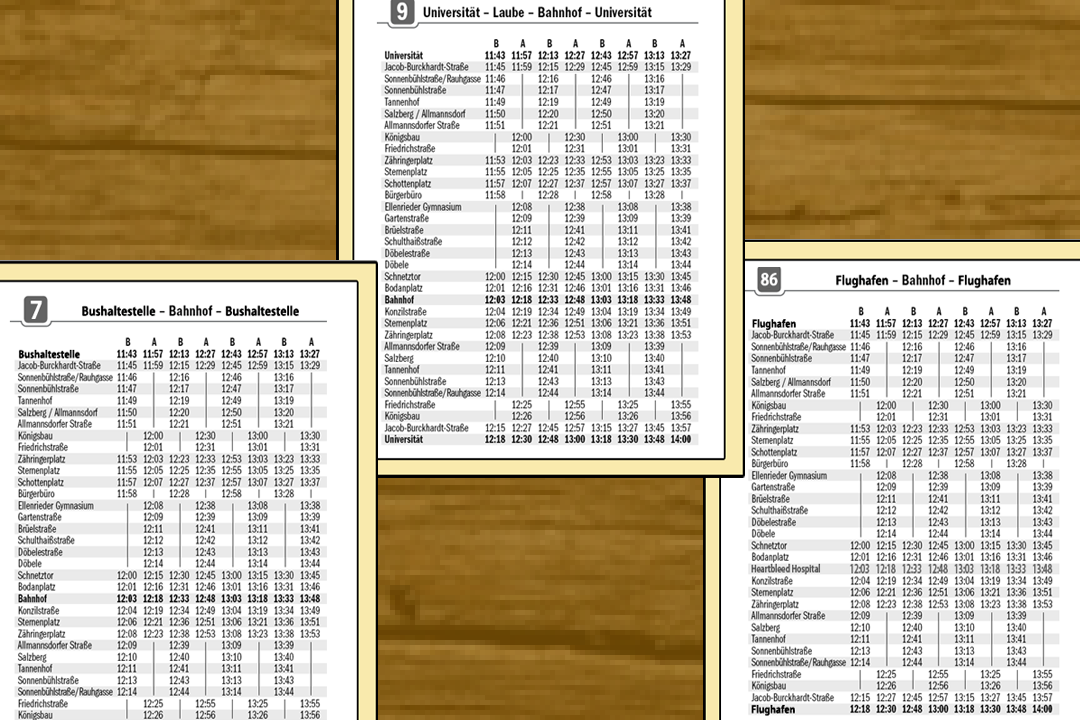 9 Universität – Laube – Bahnhof – Universität
B A B A B A B A
Universität 11:43 11:57 12:13 12:27 12:43 12:57 13:13 13:27
Jacob-Burckhardt-Straße 11:45 11:59 12:15 12:29 12:45 12:59 13:15 13:29
Sonnenbühlstraße/Rauhgasse 11:46 12:16 12:46 13:16
Sonnenbühlstraße 11:47 12:17 12:47 13:17
Tannenhof 11:49 12:19 12:49 13:19
Salzberg / Allmannsdorf 11:50 12:20 12:50 13:20
Allmannsdorfer Straße 11:51 12:21 12:51 13:21
Königsbau 12:00 12:30 13:00 13:30
Friedrichstraße 12:01 12:31 13:01 13:31
Zähringerplatz 11:53 12:03 12:23 12:33 12:53 13:03 13:23 13:33
Stemenplatz 11:55 12:05 12:25 12:35 12:55 13:05 13:25 13:35
Schottenplatz 11:57 12:07 12:27 12:37 12:57 13:07 13:27 13:37
Bürgerbüro 11:58 12:28 12:58 13:28
Ellenrieder Gymnasium 12:08 12:38 13:08 13:38
Gartenstraße 12:09 12:39 13:09 13:39
Brüelstraße 12:11 12:41 13:11 13:41
Schulthaißstraße 12:12 12:42 13:12 13:42
Döbelestraße 12:13 12:43 13:13 13:43
Döbele 12:14 12:44 13:14 13:44
Schnetztor 12:00 12:15 12:30 12:45 13:00 13:15 13:30 13:45
Bodanplatz 12:01 12:16 12:31 12:46 13:01 13:16 13:31 13:46
Bahnhof 12:03 12:18 12:33 12:48 13:03 13:18 13:33 13:48
Konzilstraße 12:04 12:19 12:34 12:49 13:04 13:19 13:34 13:49
Stemenplatz 12:06 12:21 12:36 12:51 13:06 13:21 13:36 13:51
Zähringerplatz 12:08 12:23 12:38 12:53 13:08 13:23 13:38 13:53
Allmannsdorfer Straße 12:09 12:39 13:09 13:39
Salzberg 12:10 12:40 13:10 13:40
Tannenhof 12:11 12:41 13:11 13:41
Sonnenbühlstraße 12:13 12:43 13:13 13:43
Sonnenbühlstraße/Rauhgasse 12:14 12:44 13:14 13:44
Friedrichstraße 12:25 12:55 13:25 13:55
Königsbau 12:26 12:56 13:26 13:56
Jacob-Burckhardt-Straße 12:15 12:27 12:45 12:57 13:15 13:27 13:45 13:57
Universität 12:18 12:30 12:48 13:00 13:18 13:30 13:48 14:00
7 Bushaltestelle – Bahnhof – Bushaltestelle
B A B A B A B A
Bushaltestelle 11:43 11:57 12:13 12:27 12:43 12:57 13:13 13:27
Jacob-Burckhardt-Straße 11:45 11:59 12:15 12:29 12:45 12:59 13:15 13:29
Sonnenbühlstraße/Rauhgasse 11:46 12:16 12:46 13:16
Sonnenbühlstraße 11:47 12:17 12:47 13:17
Tannenhof 11:49 12:19 12:49 13:19
Salzberg / Allmannsdorf 11:50 12:20 12:50 13:20
Allmannsdorfer Straße 11:51 12:21 12:51 13:21
Königsbau 12:00 12:30 13:00 13:30
Friedrichstraße 12:01 12:31 13:01 13:31
Zähringerplatz 11:53 12:03 12:23 12:33 12:53 13:03 13:23 13:33
Stemenplatz 11:55 12:05 12:25 12:35 12:55 13:05 13:25 13:35
Schottenplatz 11:57 12:07 12:27 12:37 12:57 13:07 13:27 13:37
Bürgerbüro 11:58 12:28 12:58 13:28
Ellenrieder Gymnasium 12:08 12:38 13:08 13:38
Gartenstraße 12:09 12:39 13:09 13:39
Brüelstraße 12:11 12:41 13:11 13:41
Schulthaißstraße 12:12 12:42 13:12 13:42
Döbelestraße 12:13 12:43 13:13 13:43
Döbele 12:14 12:44 13:14 13:44
Schnetztor 12:00 12:15 12:30 12:45 13:00 13:15 13:30 13:45
Bodanplatz 12:01 12:16 12:31 12:46 13:01 13:16 13:31 13:46
Bahnhof 12:03 12:18 12:33 12:48 13:03 13:18 13:33 13:48
Konzilstraße 12:04 12:19 12:34 12:49 13:04 13:19 13:34 13:49
Stemenplatz 12:06 12:21 12:36 12:51 13:06 13:21 13:36 13:51
Zähringerplatz 12:08 12:23 12:38 12:53 13:08 13:23 13:38 13:53
Allmannsdorfer Straße 12:09 12:39 13:09 13:39
Salzberg 12:10 12:40 13:10 13:40
Tannenhof 12:11 12:41 13:11 13:41
Sonnenbühlstraße 12:13 12:43 13:13 13:43
Sonnenbühlstraße/Rauhgasse 12:14 12:44 13:14 13:44
Friedrichstraße 12:25 12:55 13:25 13:55
Königsbau 12:26 12:56 13:26 13:56
86 Flughafen – Bahnhof – Flughafen
B A B A B A B A
Flughafen 11:43 11:57 12:13 12:27 12:43 12:57 13:13 13:27
Jacob-Burckhardt-Straße 11:45 11:59 12:15 12:29 12:45 12:59 13:15 13:29
Sonnenbühlstraße/Rauhgasse 11:46 12:16 12:46 13:16
Sonnenbühlstraße 11:47 12:17 12:47 13:17
Tannenhof 11:49 12:19 12:49 13:19
Salzberg / Allmannsdorf 11:50 12:20 12:50 13:20
Allmannsdorfer Straße 11:51 12:21 12:51 13:21
Königsbau 12:00 12:30 13:00 13:30
Friedrichstraße 12:01 12:31 13:01 13:31
Zähringerplatz 11:53 12:03 12:23 12:33 12:53 13:03 13:23 13:33
Stemenplatz 11:55 12:05 12:25 12:35 12:55 13:05 13:25 13:35
Schottenplatz 11:57 12:07 12:27 12:37 12:57 13:07 13:27 13:37
Bürgerbüro 11:58 12:28 12:58 13:28
Ellenrieder Gymnasium 12:08 12:38 13:08 13:38
Gartenstraße 12:09 12:39 13:09 13:39
Brüelstraße 12:11 12:41 13:11 13:41
Schulthaißstraße 12:12 12:42 13:12 13:42
Döbelestraße 12:13 12:43 13:13 13:43
Döbele 12:14 12:44 13:14 13:44
Schnetztor 12:00 12:15 12:30 12:45 13:00 13:15 13:30 13:45
Bodanplatz 12:01 12:16 12:31 12:46 13:01 13:16 13:31 13:46
Heartbleed Hospital 12:03 12:18 12:33 12:48 13:03 13:18 13:33 13:48
Konzilstraße 12:04 12:19 12:34 12:49 13:04 13:19 13:34 13:49
Stemenplatz 12:06 12:21 12:36 12:51 13:06 13:21 13:36 13:51
Zähringerplatz 12:08 12:23 12:38 12:53 13:08 13:23 13:38 13:53
Allmannsdorfer Straße 12:09 12:39 13:09 13:39
Salzberg 12:10 12:40 13:10 13:40
Tannenhof 12:11 12:41 13:11 13:41
Sonnenbühlstraße 12:13 12:43 13:13 13:43
Sonnenbühlstraße/Rauhgasse 12:14 12:44 13:14 13:44
Friedrichstraße 12:25 12:55 13:25 13:55
Königsbau 12:26 12:56 13:26 13:56
Jacob-Burckhardt-Straße 12:15 12:27 12:45 12:57 13:15 13:27 13:45 13:57
Flughafen 12:18 12:30 12:48 13:00 13:18 13:30 13:48 14:00